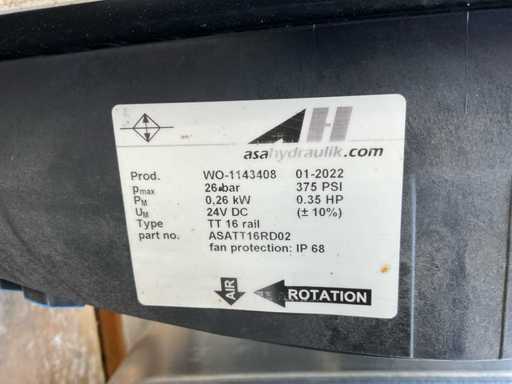 AH
asahydraulik.com
Prod. WO-1143408 01-2022
pmax 26 bar 375 PSI
PM 0,26 kW 0.35 HP
UM 24V DC (± 10%)
Type TT 16 rail
part no. ASATT16RD02
fan protection: IP 68
AIR ROTATION